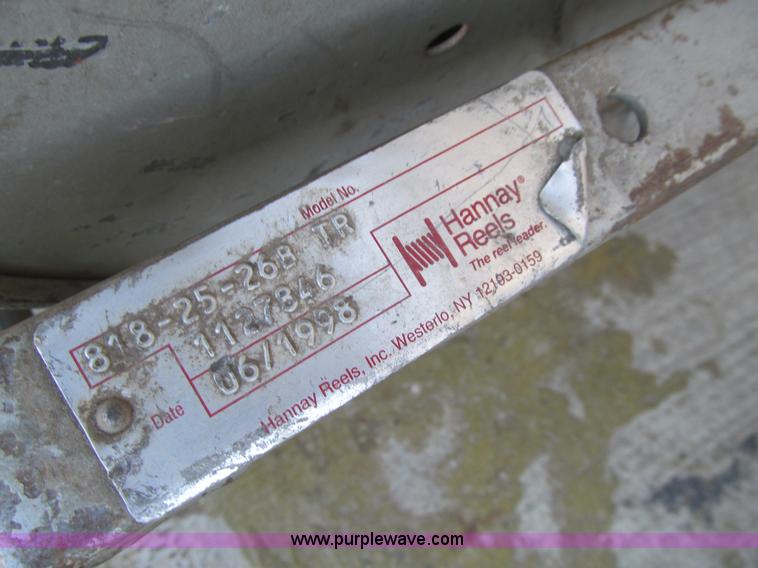 Model No.
818-25-26B TR
1127846
Date 06/1998
Hannay®
Reels
The reel leader.
Hannay Reels, Inc. Westerlo, NY 12193-0159
www.purplewave.com